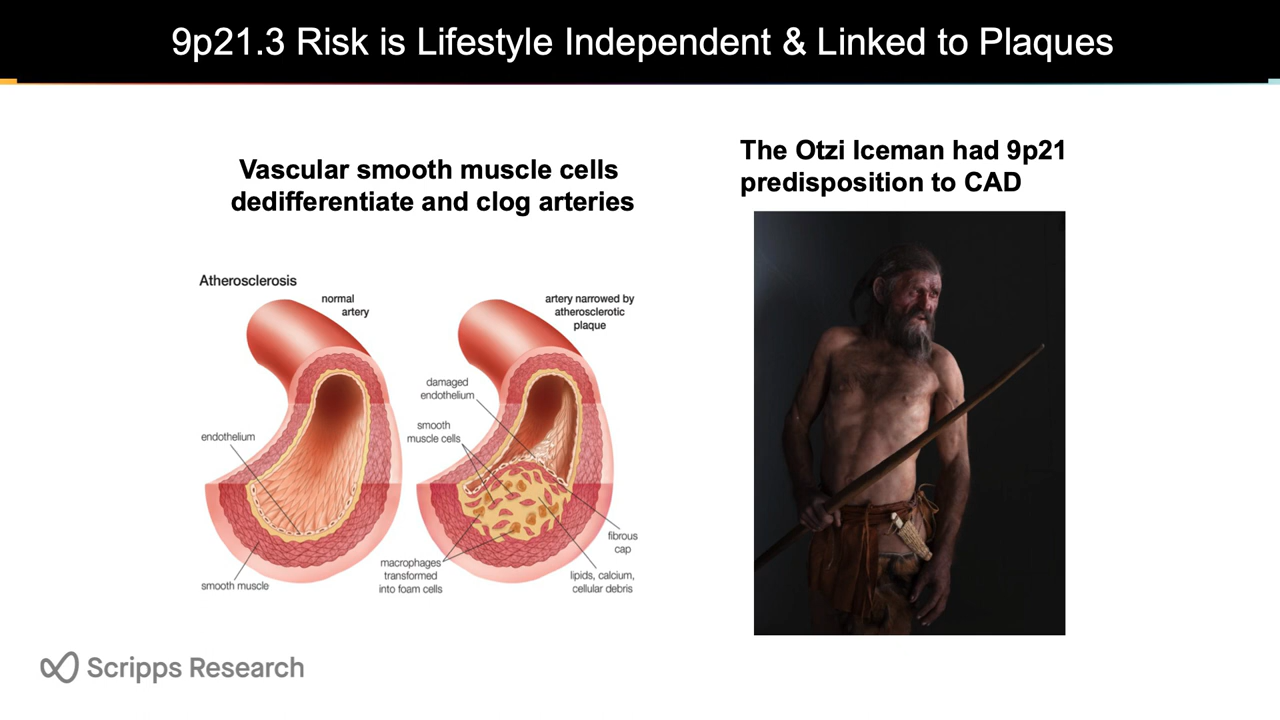 9p21.3 Risk is Lifestyle Independent & Linked to Plaques
Vascular smooth muscle cells
dedifferentiate and clog arteries
Atherosclerosis
normal
artery
endothelium
smooth muscle
artery narrowed by
atherosclerotic
plaque
damaged
endothelium
smooth
muscle cells
macrophages
transformed
into foam cells
fibrous
cap
lipids, calcium,
cellular debris
The Otzi Iceman had 9p21
predisposition to CAD
Scripps Research